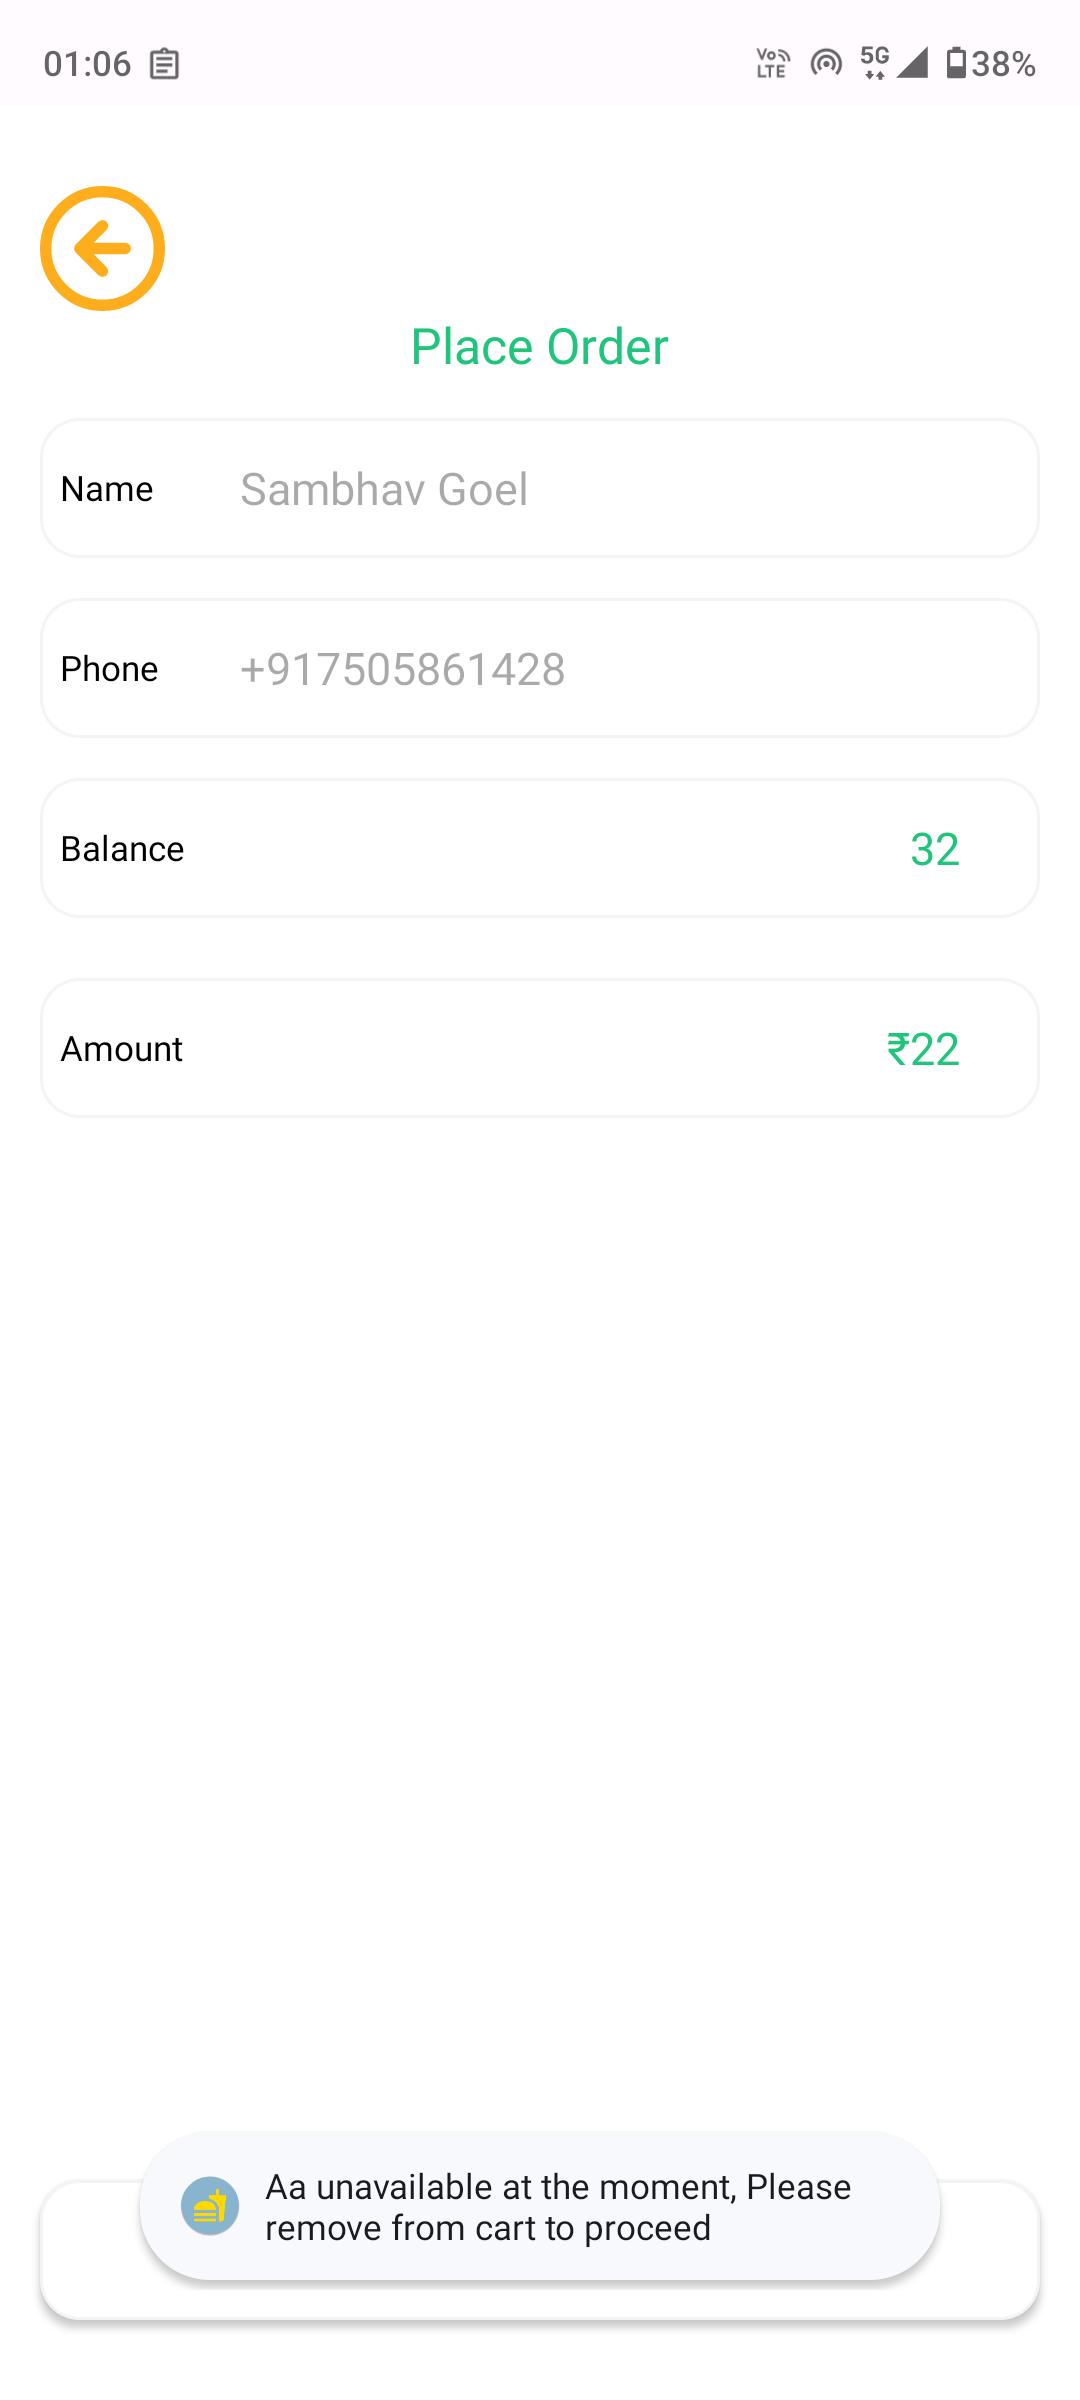 01:06
Vo LTE 5G 38%
Place Order
Name Sambhav Goel
Phone +917505861428
Balance 32
Amount ₹22
Aa unavailable at the moment, Please
remove from cart to proceed